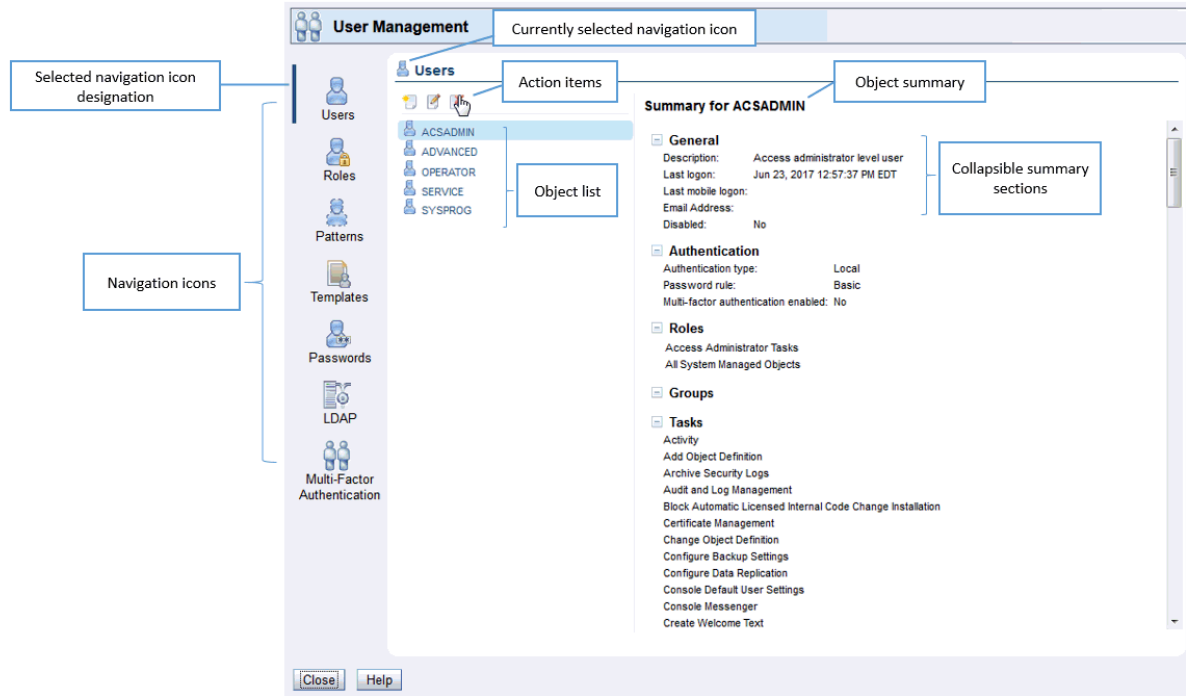 User Management
Currently selected navigation icon
Selected navigation icon
designation
Users
Action items
Object summary
Users
Roles
Patterns
Templates
Passwords
LDAP
Multi-Factor
Authentication
Navigation icons
ACSADMIN
ADVANCED
OPERATOR
SERVICE
SYSPROG
Object list
Summary for ACSADMIN
General
Description: Access administrator level user
Last logon: Jun 23, 2017 12:57:37 PM EDT
Last mobile logon:
Email Address:
Disabled: No
Collapsible summary
sections
Authentication
Authentication type: Local
Password rule: Basic
Multi-factor authentication enabled: No
Roles
Access Administrator Tasks
All System Managed Objects
Groups
Tasks
Activity
Add Object Definition
Archive Security Logs
Audit and Log Management
Block Automatic Licensed Internal Code Change Installation
Certificate Management
Change Object Definition
Configure Backup Settings
Configure Data Replication
Console Default User Settings
Console Messenger
Create Welcome Text
Close Help